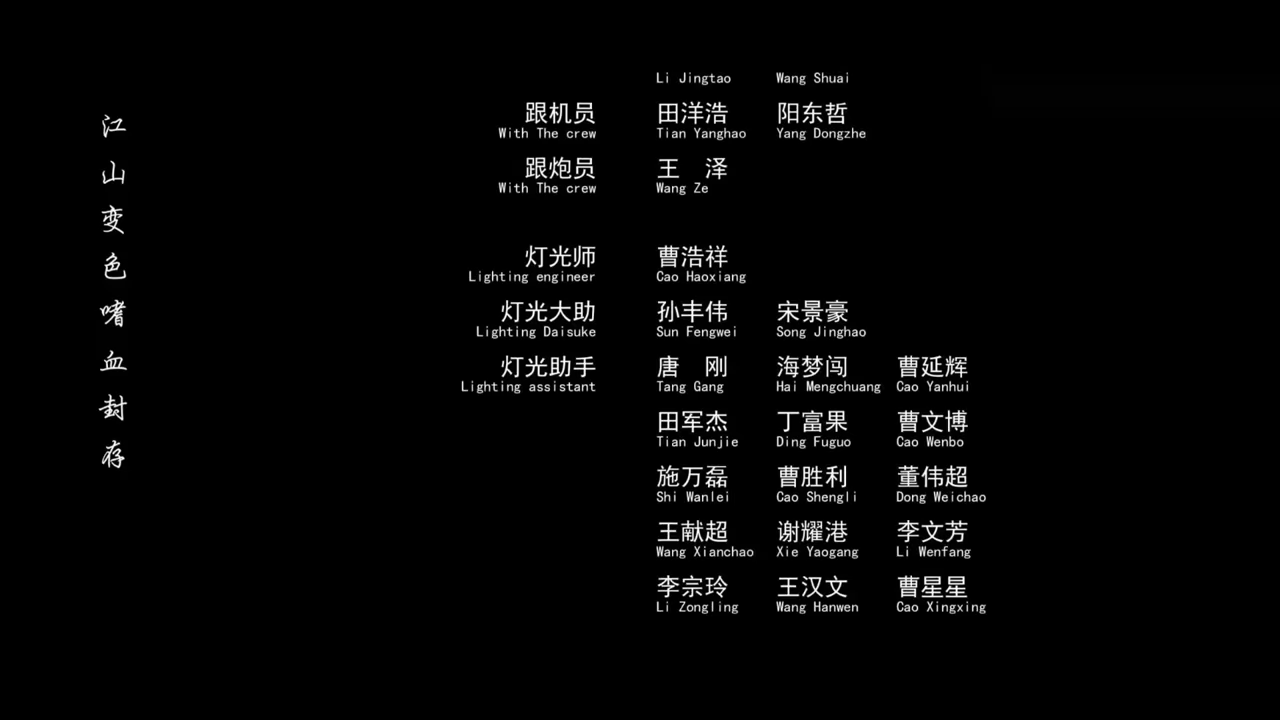 江山变色嗜血封存
Li Jingtao Wang Shuai
跟机员 田洋浩 阳东哲
With The crew Tian Yanghao Yang Dongzhe
跟炮员 王 泽
With The crew Wang Ze
灯光师 曹浩祥
Lighting engineer Cao Haoxiang
灯光大助 孙丰伟 宋景豪
Lighting Daisuke Sun Fengwei Song Jinghao
灯光助手 唐 刚 海梦闯 曹延辉
Lighting assistant Tang Gang Hai Mengchuang Cao Yanhui
田军杰 丁富果 曹文博
Tian Junjie Ding Fuguo Cao Wenbo
施万磊 曹胜利 董伟超
Shi Wanlei Cao Shengli Dong Weichao
王献超 谢耀港 李文芳
Wang Xianchao Xie Yaogang Li Wenfang
李宗玲 王汉文 曹星星
Li Zongling Wang Hanwen Cao Xingxing